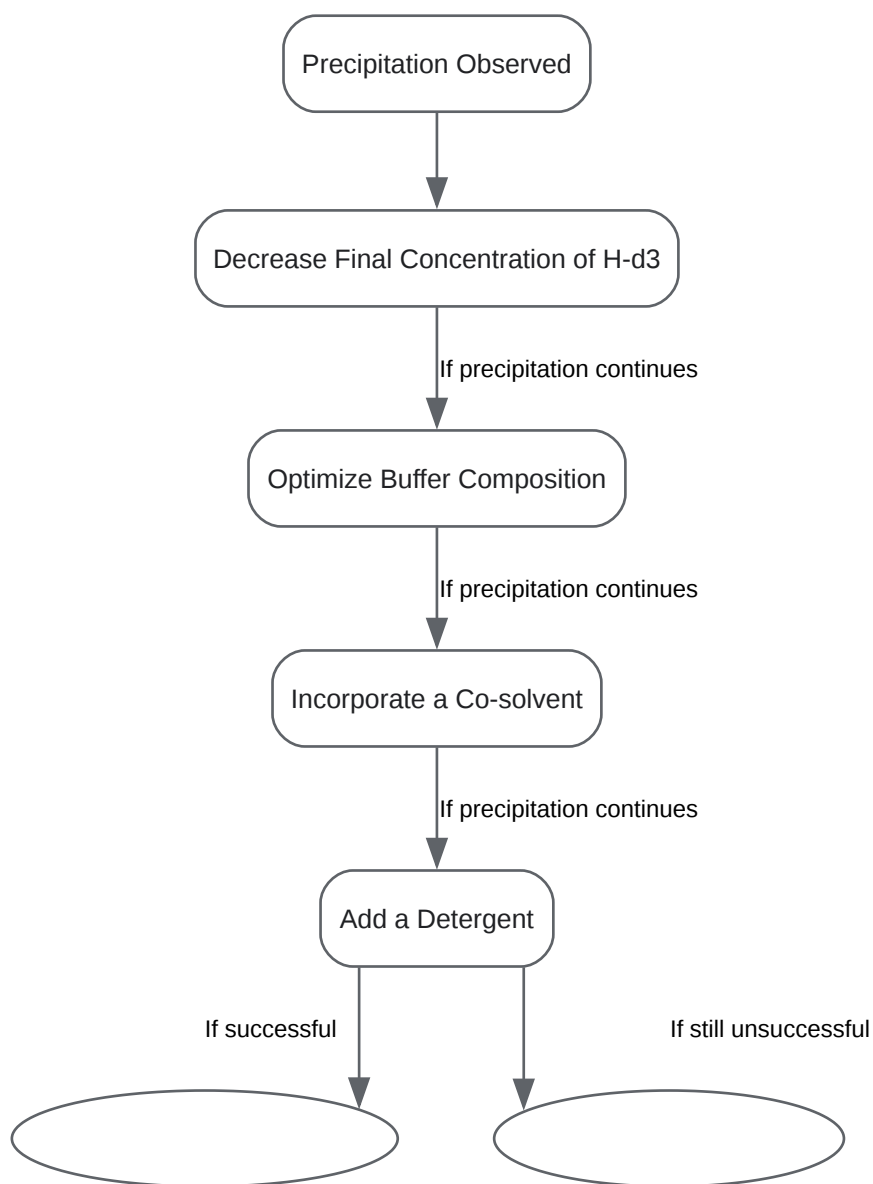 Precipitation Observed
Decrease Final Concentration of H-d3
If precipitation continues
Optimize Buffer Composition
If precipitation continues
Incorporate a Co-solvent
If precipitation continues
Add a Detergent
If successful
If still unsuccessful